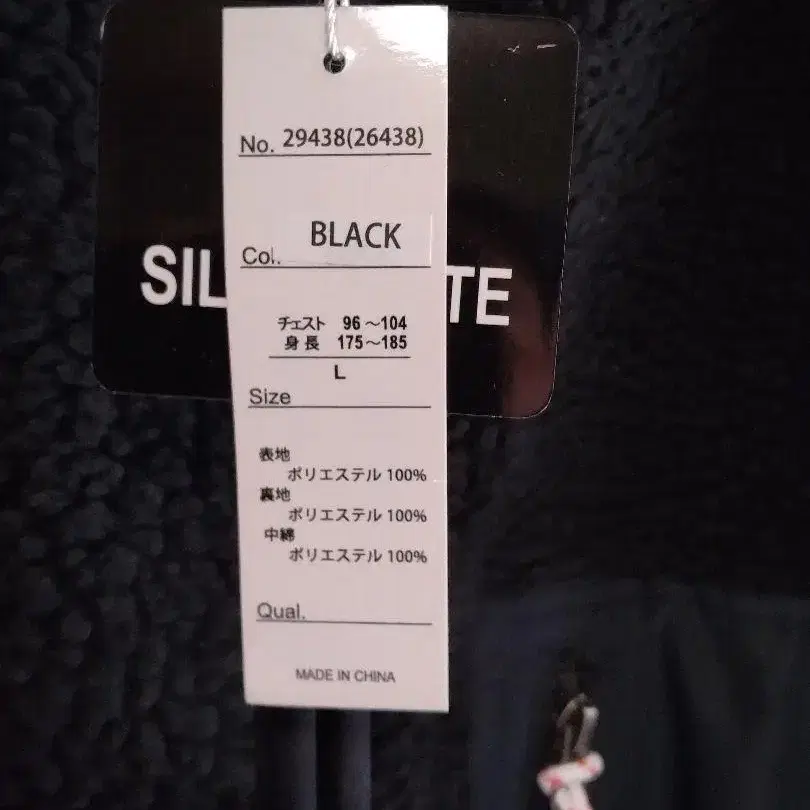 No. 29438(26438)
BLACK
Col.
SIL
TE
チェスト 96～104
身長 175～185
L
Size
表地
ポリエステル 100%
裏地
ポリエステル 100%
中綿
ポリエステル 100%
Qual.
MADE IN CHINA